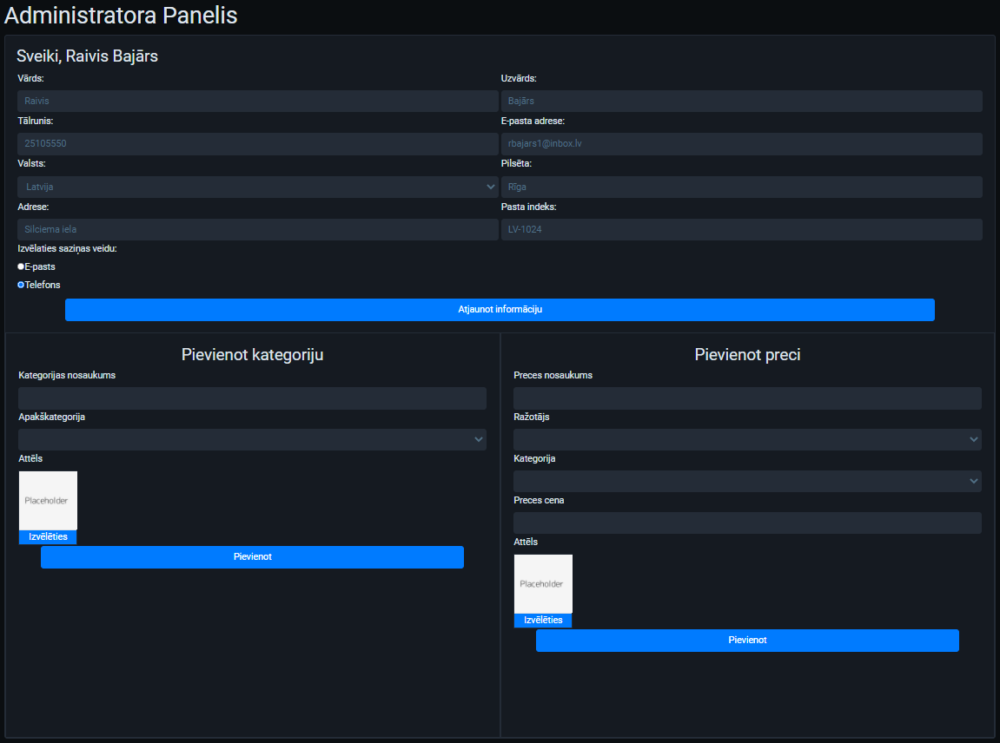 Administratora Panelis
Sveiki, Raivis Bajārs
Vārds:
Uzvārds:
Raivis
Bajārs
Tālrunis:
E-pasta adrese:
25105550
rbajars1@inbox.lv
Valsts:
Pilsēta:
Latvija
Rīga
Adrese:
Pasta indeks:
Silciema iela
LV-1024
Izvēlaties saziņas veidu:
E-pasts
Telefons
Atjaunot informāciju
Pievienot kategoriju
Kategorijas nosaukums
Apakškategorija
Attēls
Placeholder
Izvēlēties
Pievienot
Pievienot preci
Preces nosaukums
Ražotājs
Kategorija
Preces cena
Attēls
Placeholder
Izvēlēties
Pievienot